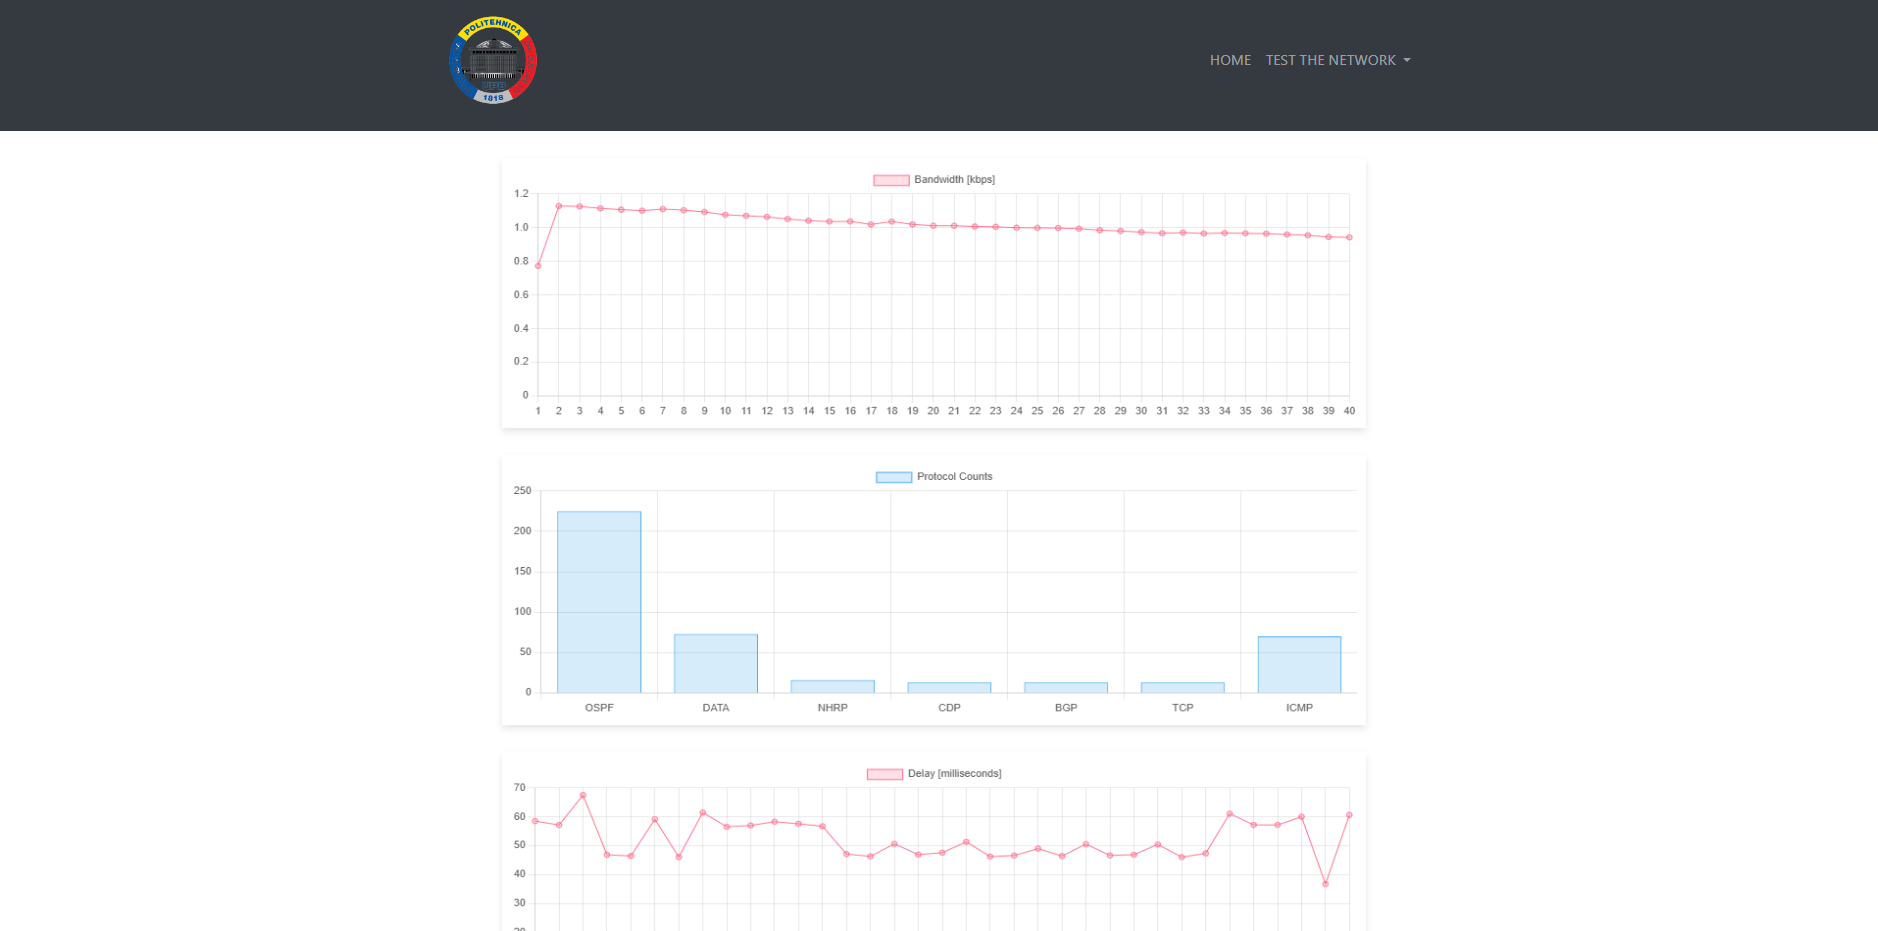 POLITEHNICA
1818
HOME TEST THE NETWORK
Bandwidth [kbps]
1.2
1.0
0.8
0.6
0.4
0.2
0
1 2 3 4 5 6 7 8 9 10 11 12 13 14 15 16 17 18 19 20 21 22 23 24 25 26 27 28 29 30 31 32 33 34 35 36 37 38 39 40
Protocol Counts
250
200
150
100
50
0
OSPF DATA NHRP CDP BGP TCP ICMP
Delay [milliseconds]
70
60
50
40
30